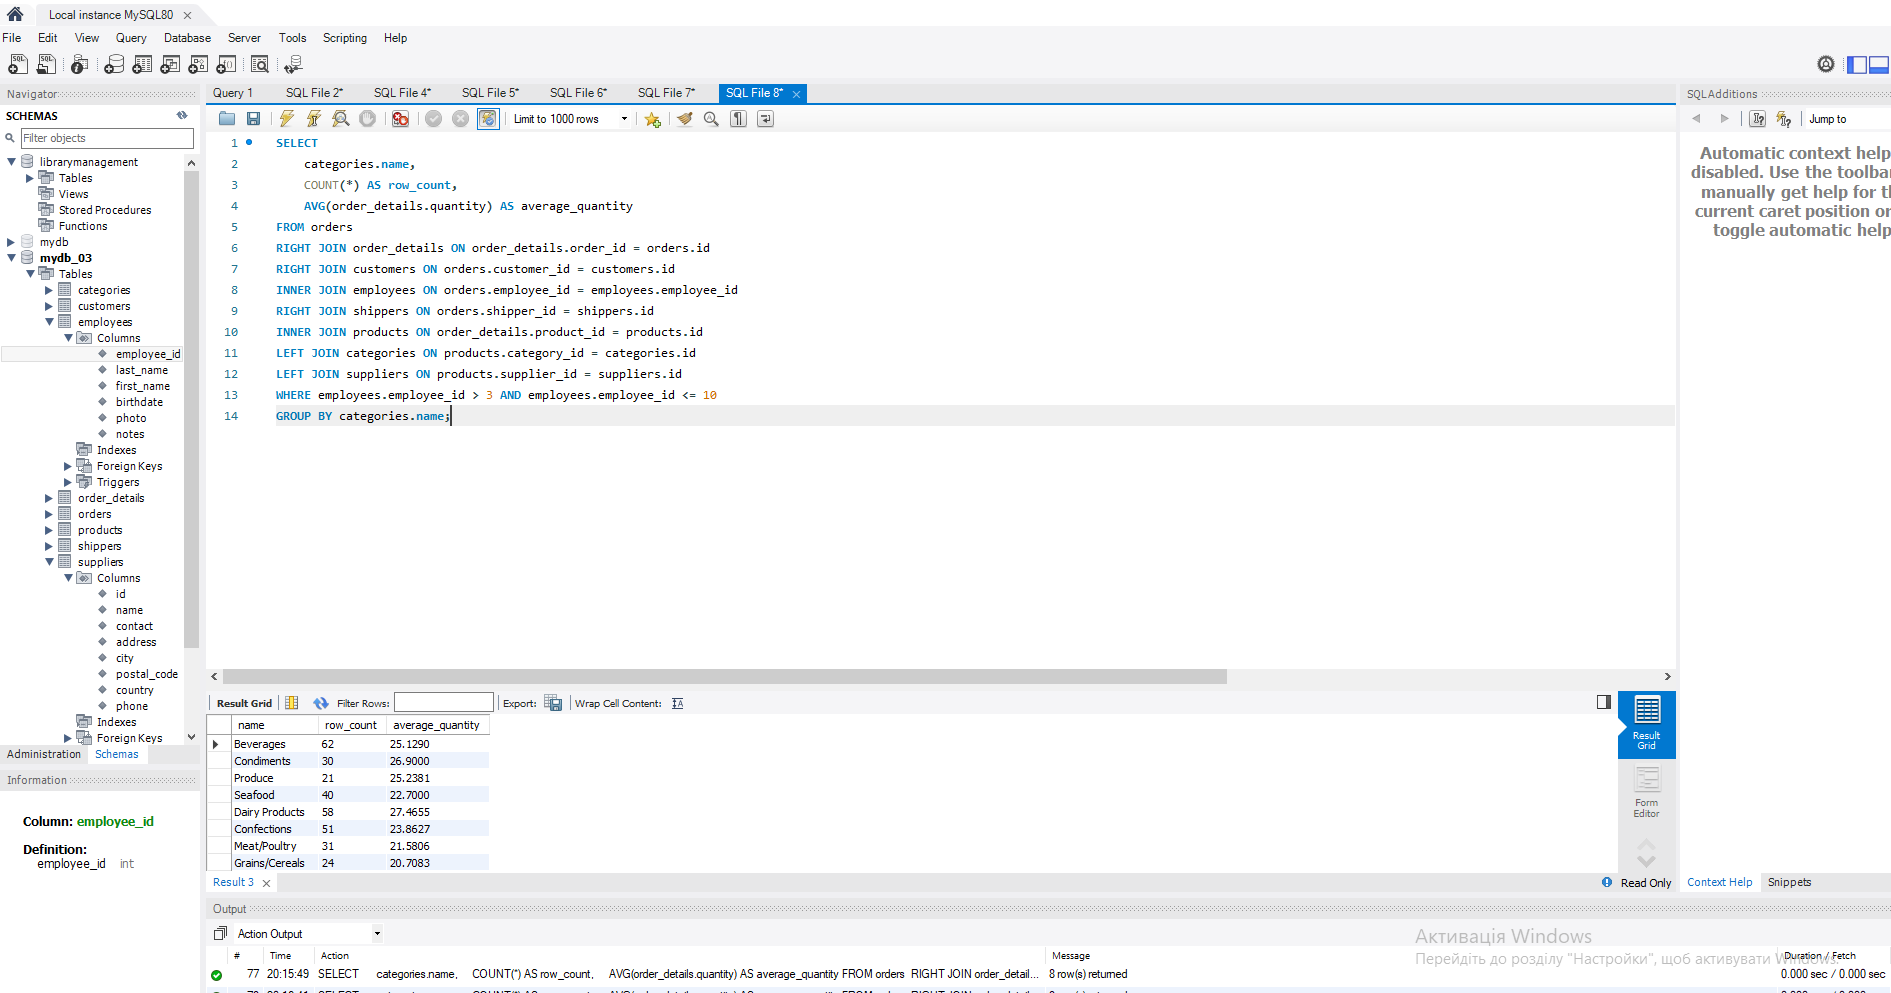 Local instance MySQL80
File Edit View Query Database Server Tools Scripting Help
Navigator
SCHEMAS
Filter objects
librarymanagement
Tables
Views
Stored Procedures
Functions
mydb
mydb_03
Tables
categories
customers
employees
Columns
employee_id
last_name
first_name
birthdate
photo
notes
Indexes
Foreign Keys
Triggers
order_details
orders
products
shippers
suppliers
Columns
id
name
contact
address
city
postal_code
country
phone
Indexes
Foreign Keys
Administration Schemas
Information
Column: employee_id
Definition:
employee_id int
Query 1 SQL File 2* SQL File 4* SQL File 5* SQL File 6* SQL File 7* SQL File 8*
Limit to 1000 rows
1 SELECT
2 categories.name,
3 COUNT(*) AS row_count,
4 AVG(order_details.quantity) AS average_quantity
5 FROM orders
6 RIGHT JOIN order_details ON order_details.order_id = orders.id
7 RIGHT JOIN customers ON orders.customer_id = customers.id
8 INNER JOIN employees ON orders.employee_id = employees.employee_id
9 RIGHT JOIN shippers ON orders.shipper_id = shippers.id
10 INNER JOIN products ON order_details.product_id = products.id
11 LEFT JOIN categories ON products.category_id = categories.id
12 LEFT JOIN suppliers ON products.supplier_id = suppliers.id
13 WHERE employees.employee_id > 3 AND employees.employee_id <= 10
14 GROUP BY categories.name;
Result Grid Filter Rows: Export: Wrap Cell Content:
name row_count average_quantity
Beverages 62 25.1290
Condiments 30 26.9000
Produce 21 25.2381
Seafood 40 22.7000
Dairy Products 58 27.4655
Confections 51 23.8627
Meat/Poultry 31 21.5806
Grains/Cereals 24 20.7083
Result Grid
Form Editor
Result 3
Read Only
Output
Action Output
# Time Action Message Duration / Fetch
77 20:15:49 SELECT categories.name, COUNT(*) AS row_count, AVG(order_details.quantity) AS average_quantity FROM orders RIGHT JOIN order_detail... 8 row(s) returned 0.000 sec / 0.000 sec
SQLAdditions
Jump to
Automatic context help
disabled. Use the toolba
manually get help for t
current caret position or
toggle automatic help
Context Help Snippets
Активація Windows
Перейдіть до розділу "Настройки", щоб активувати Windows.